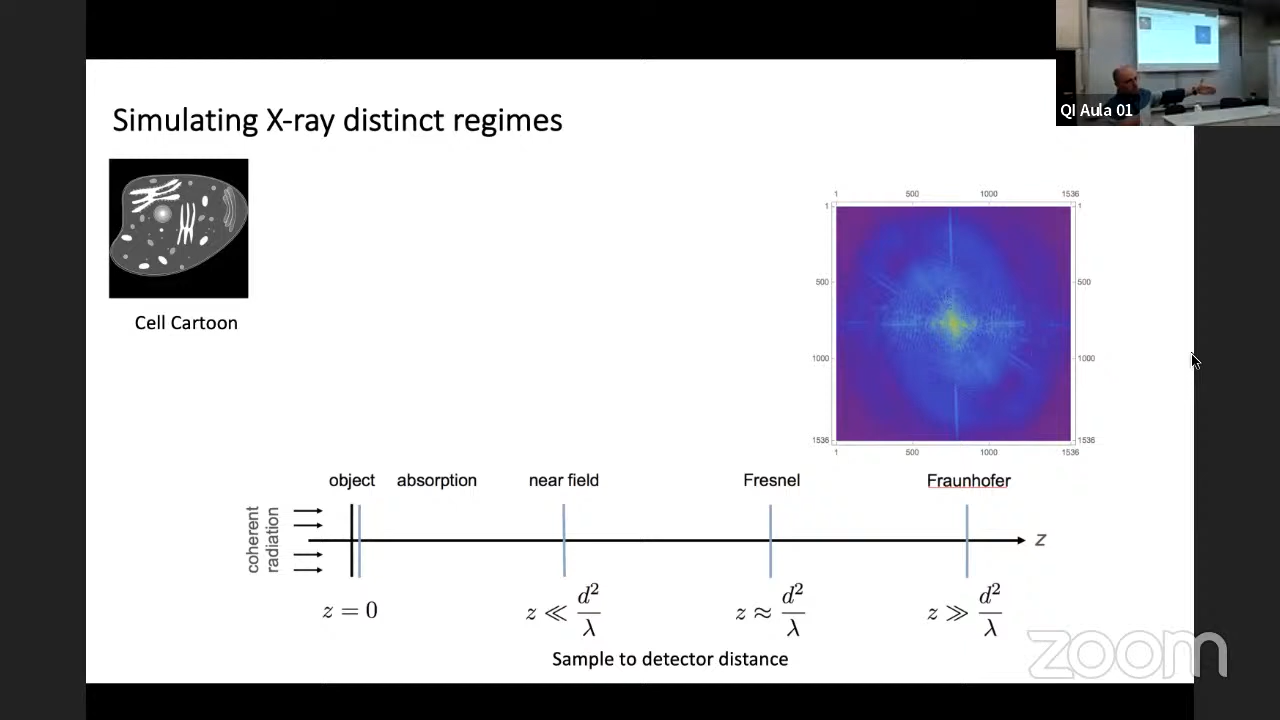 QI Aula 01
Simulating X-ray distinct regimes
Cell Cartoon
1 500 1000 1536
1 1
500 500
1000 1000
1536 1536
1 500 1000 1536
object absorption near field Fresnel Fraunhofer
coherent
radiation
z
z = 0 z ≪ d²/λ z ≈ d²/λ z ≫ d²/λ
Sample to detector distance
zoom